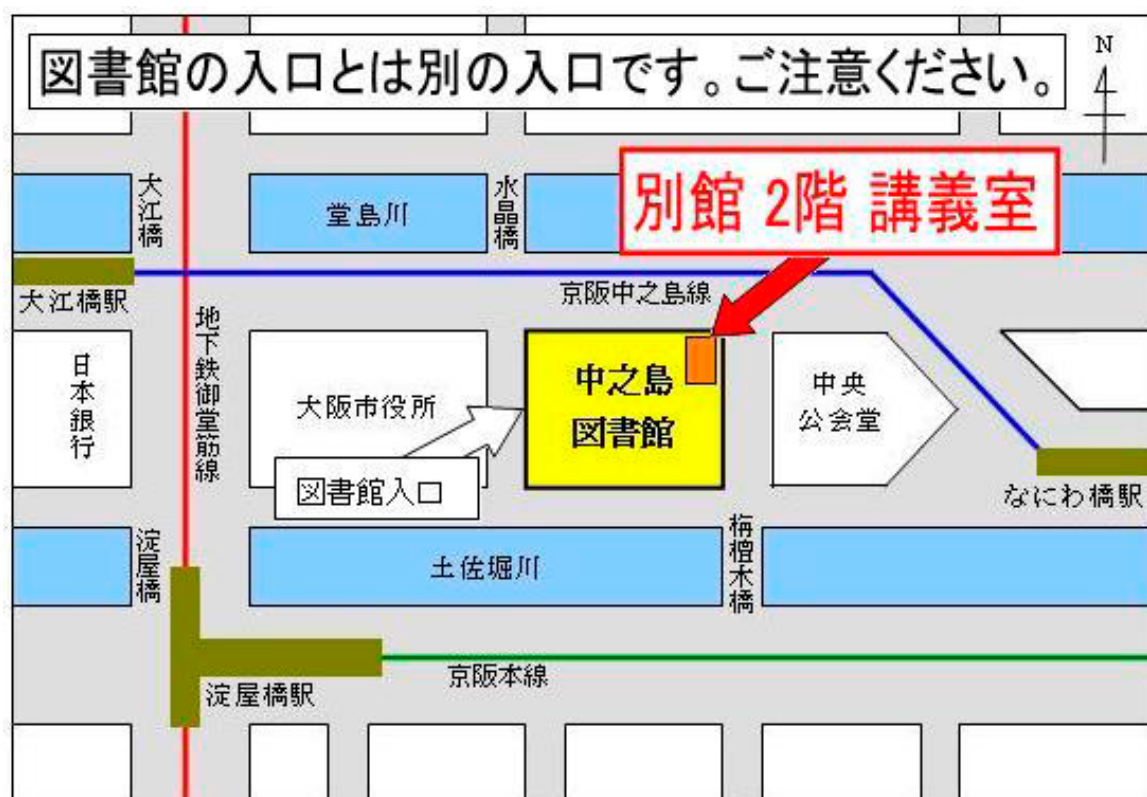 図書館の入口とは別の入口です。ご注意ください。
N
別館 2階 講義室
大江橋
堂島川
水晶橋
大江橋駅
京阪中之島線
地下鉄御堂筋線
日本銀行
大阪市役所
中之島
図書館
中央
公会堂
図書館入口
なにわ橋駅
淀屋橋
土佐堀川
栴檀木橋
淀屋橋駅
京阪本線